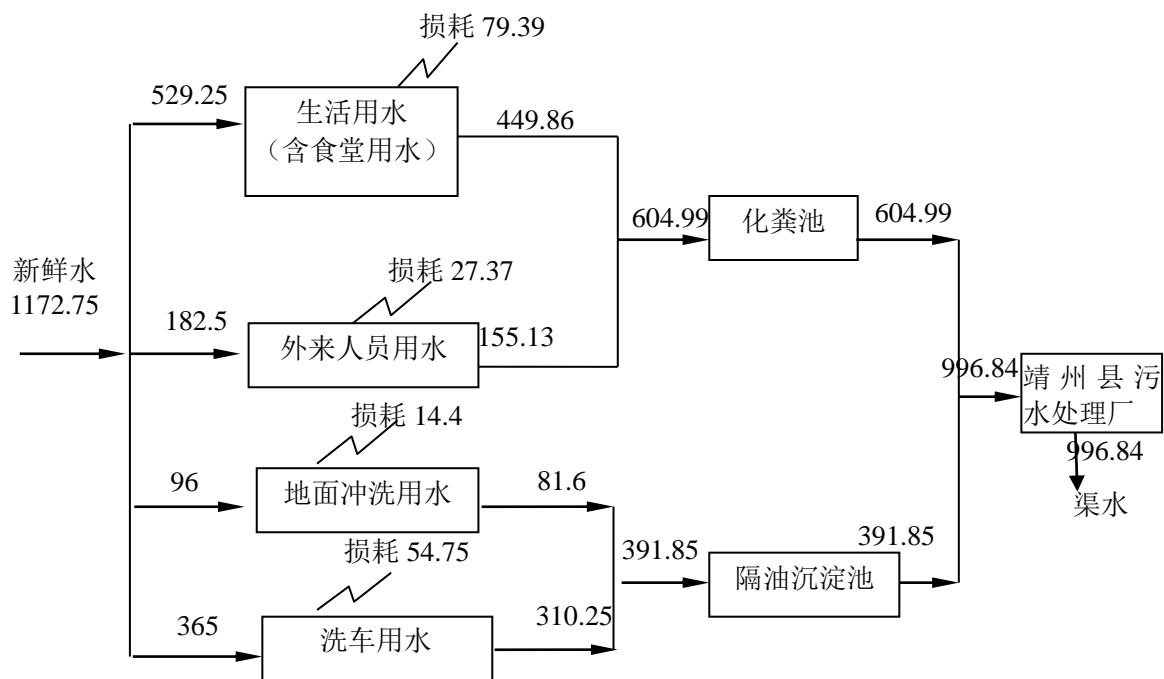 损耗 79.39
529.25
生活用水
（含食堂用水）
449.86
604.99
化粪池
604.99
新鲜水
1172.75
损耗 27.37
182.5
外来人员用水
155.13
996.84
靖州县污
水处理厂
996.84
渠水
损耗 14.4
96
地面冲洗用水
81.6
损耗 54.75
391.85
隔油沉淀池
391.85
365
洗车用水
310.25